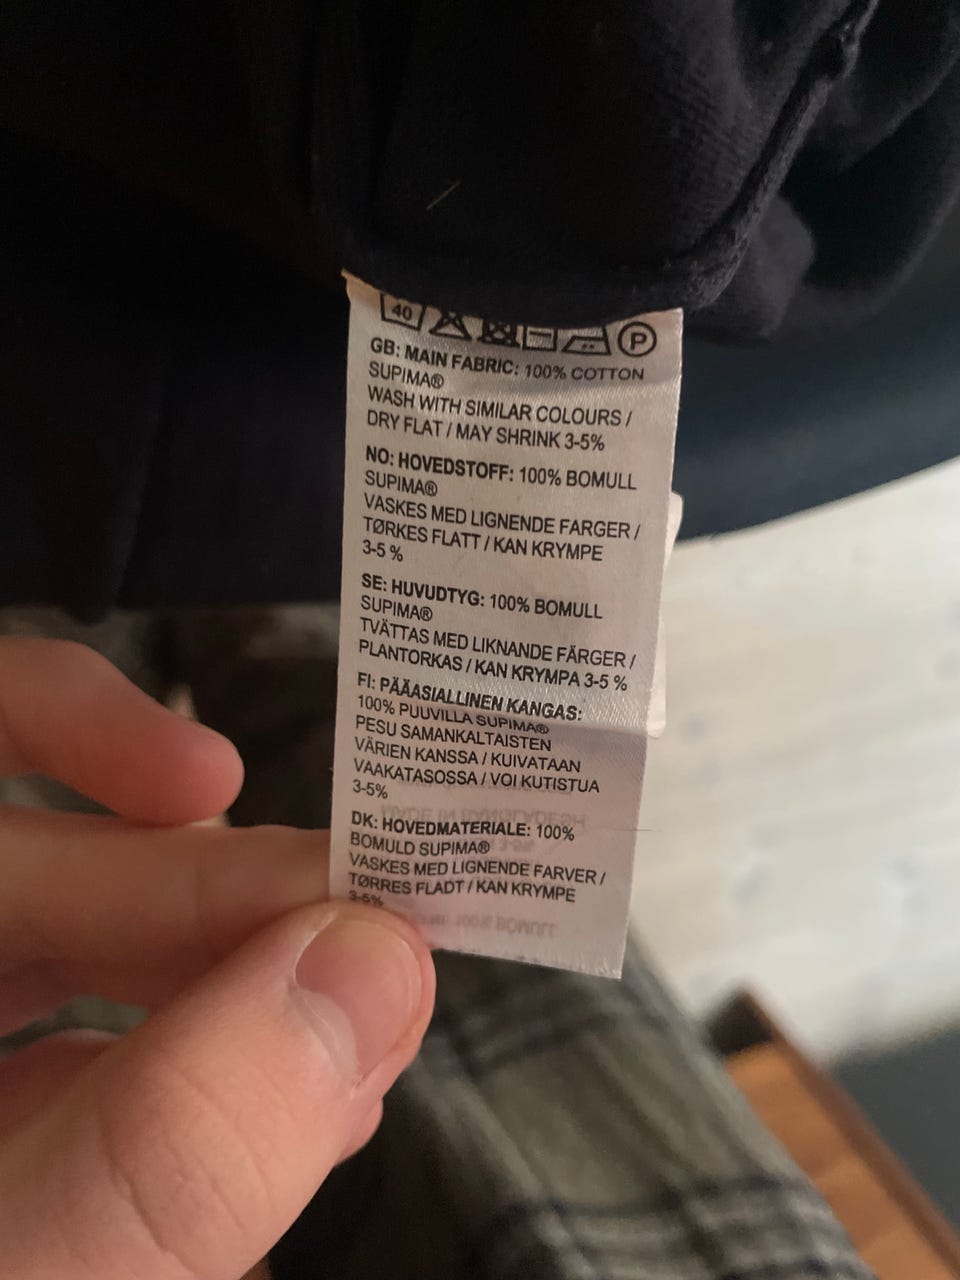 40 P
GB: MAIN FABRIC: 100% COTTON
SUPIMA®
WASH WITH SIMILAR COLOURS /
DRY FLAT / MAY SHRINK 3-5%
NO: HOVEDSTOFF: 100% BOMULL
SUPIMA®
VASKES MED LIGNENDE FARGER /
TØRKES FLATT / KAN KRYMPE
3-5 %
SE: HUVUDTYG: 100% BOMULL
SUPIMA®
TVÄTTAS MED LIKNANDE FÄRGER /
PLANTORKAS / KAN KRYMPA 3-5 %
FI: PÄÄASIALLINEN KANGAS:
100% PUUVILLA SUPIMA®
PESU SAMANKALTAISTEN
VÄRIEN KANSSA / KUIVATAAN
VAAKATASOSSA / VOI KUTISTUA
3-5%
DK: HOVEDMATERIALE: 100%
BOMULD SUPIMA®
VASKES MED LIGNENDE FARVER /
TØRRES FLADT / KAN KRYMPE
3-5%